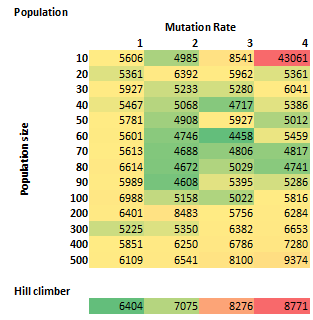 Population
Mutation Rate
1 2 3 4
10 5606 4985 8541 43061
20 5361 6392 5962 5361
30 5927 5233 5280 6041
40 5467 5068 4717 5386
50 5781 4908 5927 5012
60 5601 4746 4458 5459
70 5613 4688 4806 4817
80 6614 4672 5029 4741
90 5989 4608 5395 5286
100 6988 5158 5022 5816
200 6401 8483 5756 6284
300 5225 5350 6382 6653
400 5851 6250 6786 7280
500 6109 6541 8100 9374
Population size
Hill climber
6404 7075 8276 8771